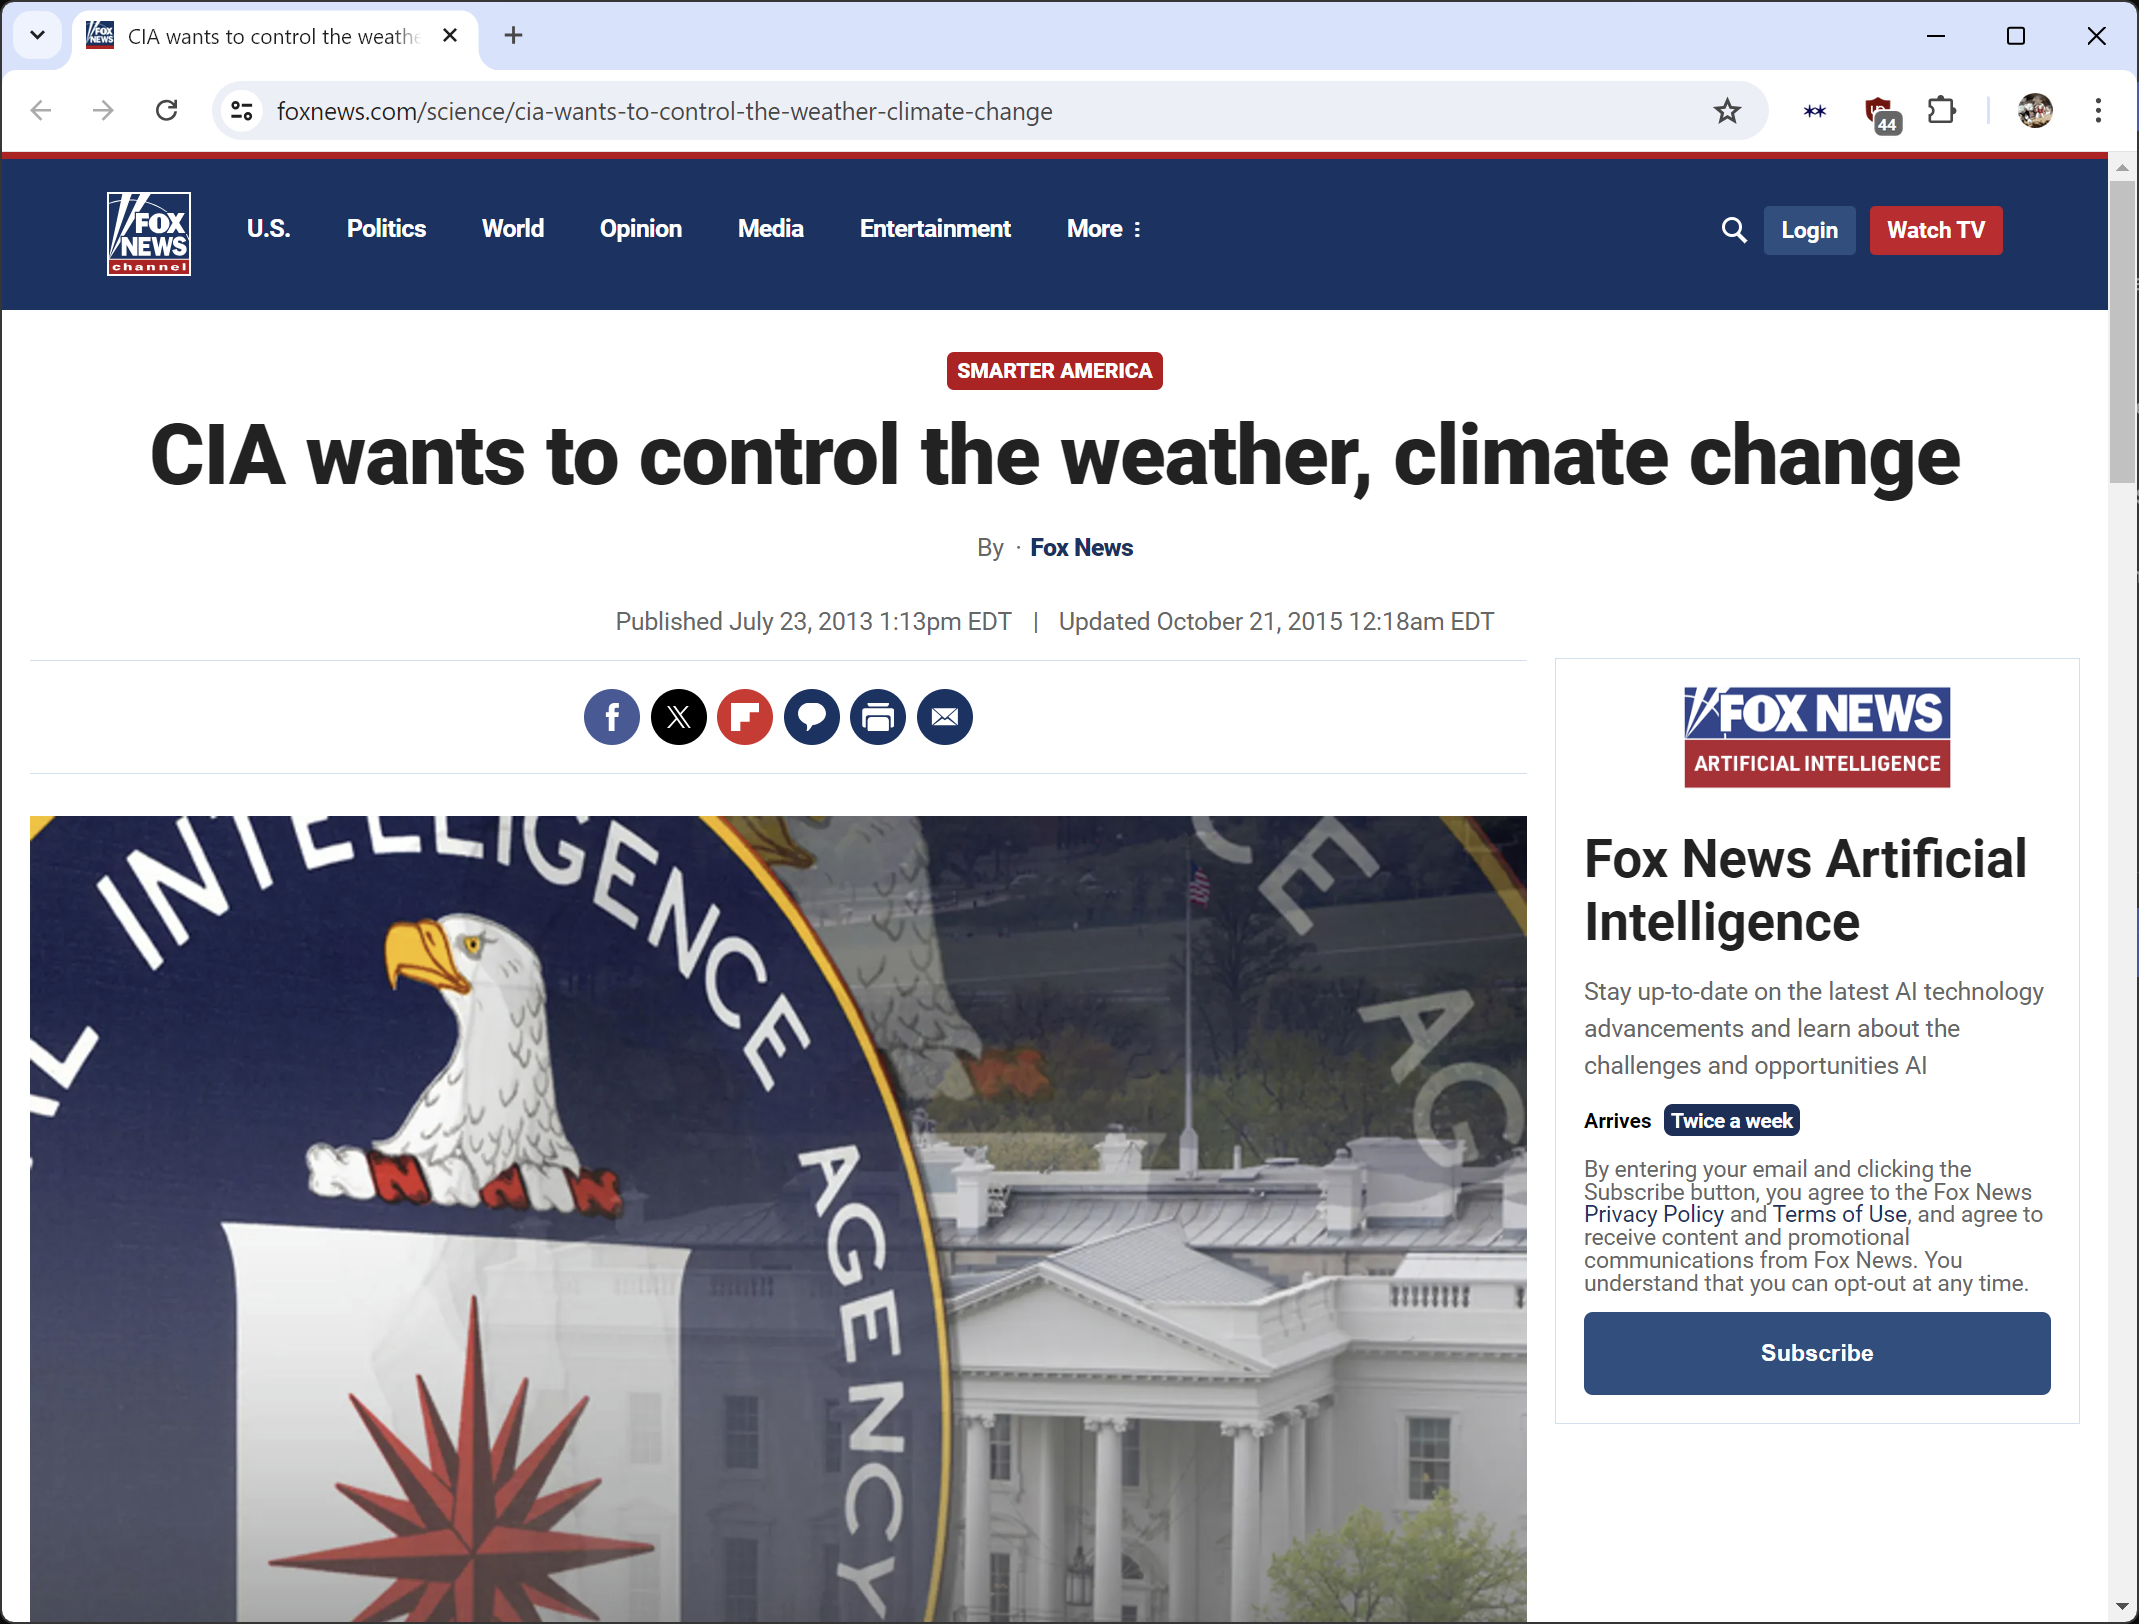 CIA wants to control the weathe
foxnews.com/science/cia-wants-to-control-the-weather-climate-change
44
FOX
NEWS
channel
U.S. Politics World Opinion Media Entertainment More
Login
Watch TV
SMARTER AMERICA
CIA wants to control the weather, climate change
By · Fox News
Published July 23, 2013 1:13pm EDT | Updated October 21, 2015 12:18am EDT
INTELLIGENCE AGENCY
FOX NEWS
ARTIFICIAL INTELLIGENCE
Fox News Artificial
Intelligence
Stay up-to-date on the latest AI technology
advancements and learn about the
challenges and opportunities AI
Arrives Twice a week
By entering your email and clicking the
Subscribe button, you agree to the Fox News
Privacy Policy and Terms of Use, and agree to
receive content and promotional
communications from Fox News. You
understand that you can opt-out at any time.
Subscribe